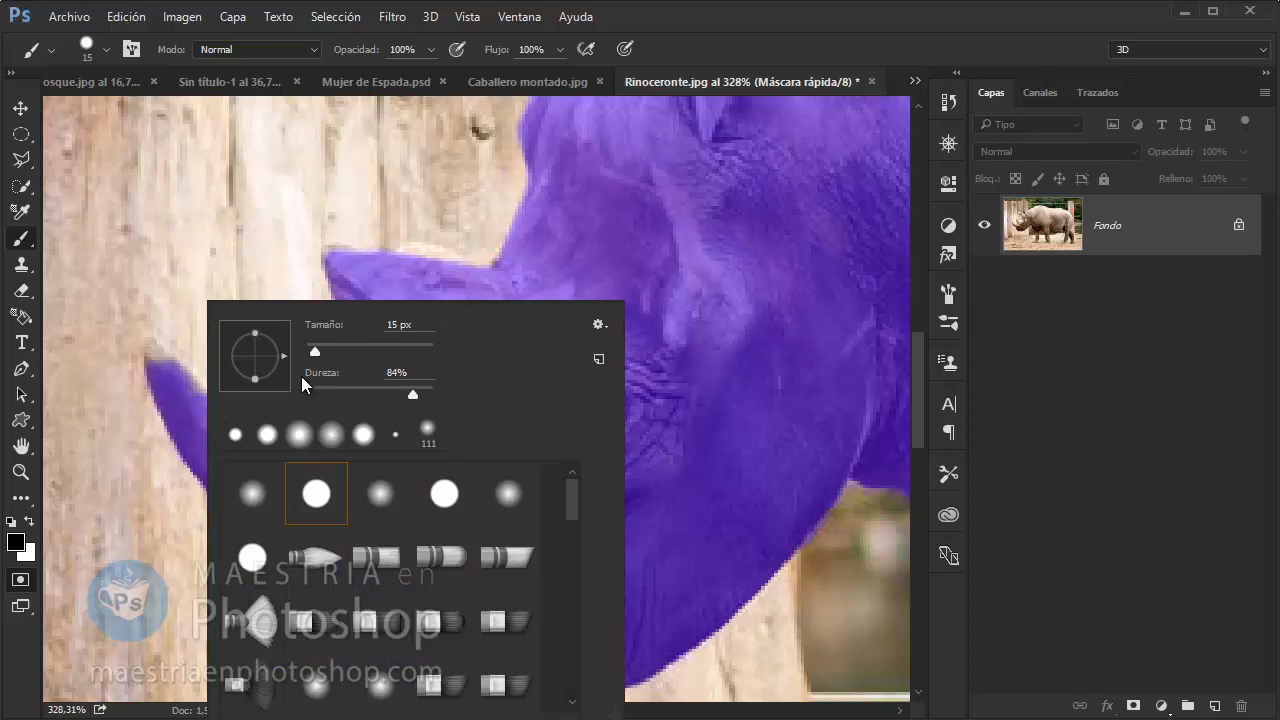 Ps Archivo Edición Imagen Capa Texto Selección Filtro 3D Vista Ventana Ayuda
15 Modo: Normal Opacidad: 100% Flujo: 100% 3D
osque.jpg al 16,7... × Sin título-1 al 36,7... × Mujer de Espada.psd × Caballero montado.jpg × Rinoceronte.jpg al 328% (Máscara rápida/8) * ×
Capas Canales Trazados
Tipo
Normal Opacidad: 100%
Bloq.: Relleno: 100%
Fondo
Tamaño: 15 px
Dureza: 84%
111
MAESTRIA en
Ps Photoshop
maestriaenphotoshop.com
328,31% Doc: 1,5